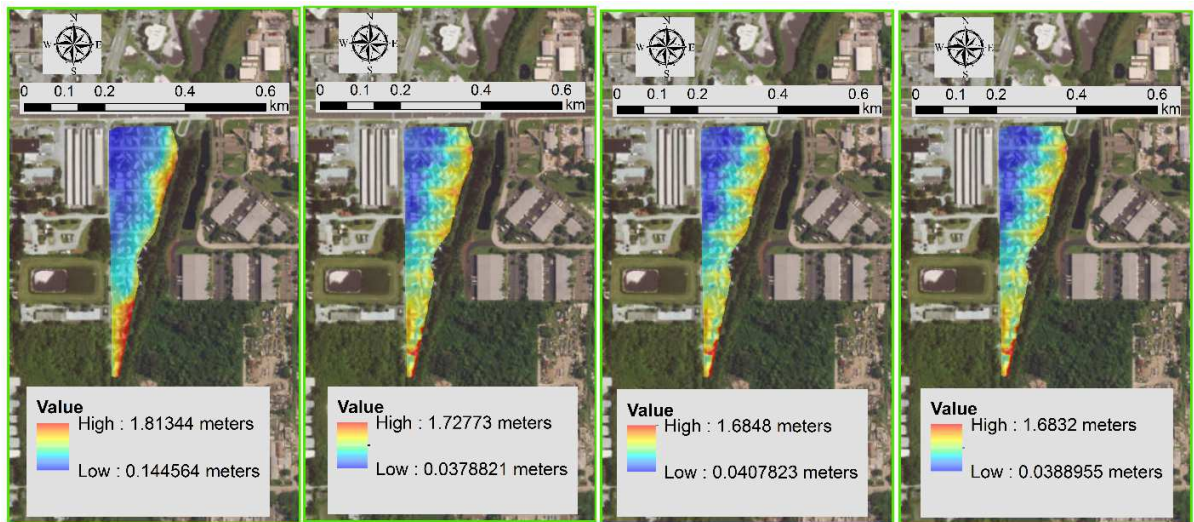 N
W E
S
0 0.1 0.2 0.4 0.6
km
Value
High : 1.81344 meters
Low : 0.144564 meters
N
W E
S
0 0.1 0.2 0.4 0.6
km
Value
High : 1.72773 meters
Low : 0.0378821 meters
N
W E
S
0 0.1 0.2 0.4 0.6
km
Value
High : 1.6848 meters
Low : 0.0407823 meters
N
W E
S
0 0.1 0.2 0.4 0.6
km
Value
High : 1.6832 meters
Low : 0.0388955 meters